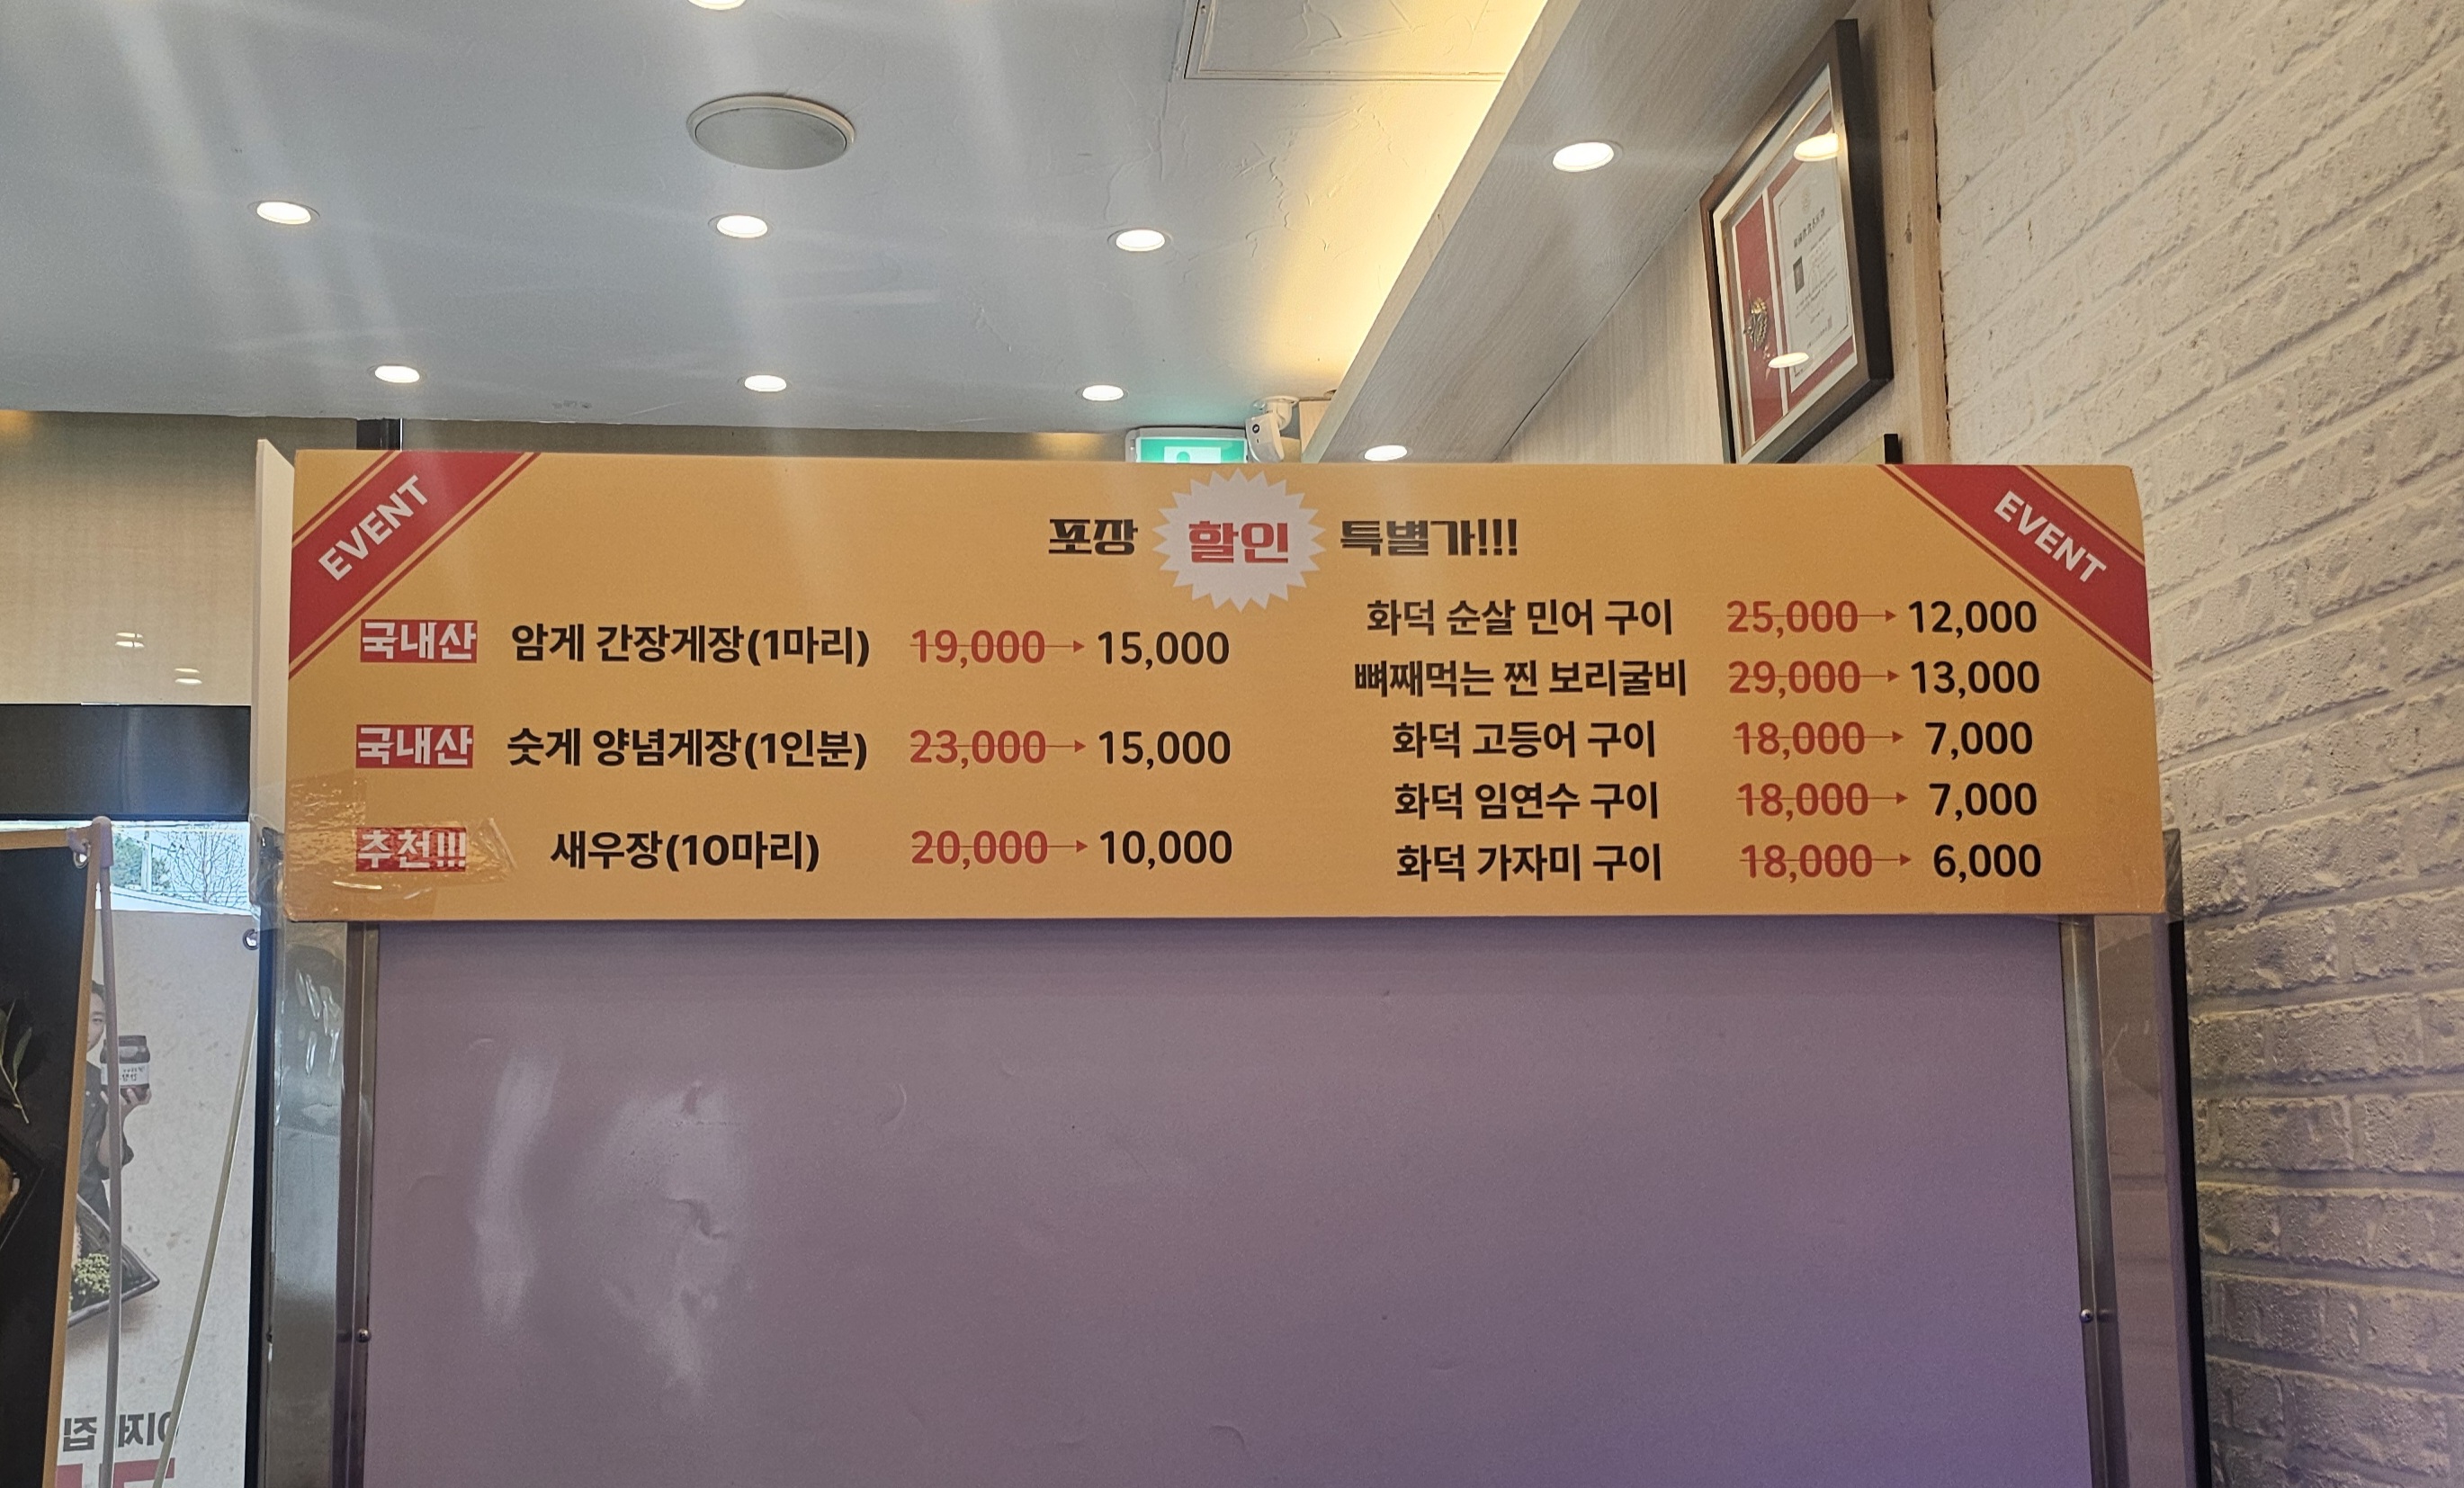 EVENT
EVENT
포장 할인 특별가!!!
국내산 암게 간장게장(1마리) 19,000 → 15,000
국내산 숫게 양념게장(1인분) 23,000 → 15,000
추천!!! 새우장(10마리) 20,000 → 10,000
화덕 순살 민어 구이 25,000 → 12,000
뼈째먹는 찐 보리굴비 29,000 → 13,000
화덕 고등어 구이 18,000 → 7,000
화덕 임연수 구이 18,000 → 7,000
화덕 가자미 구이 18,000 → 6,000
이제 집